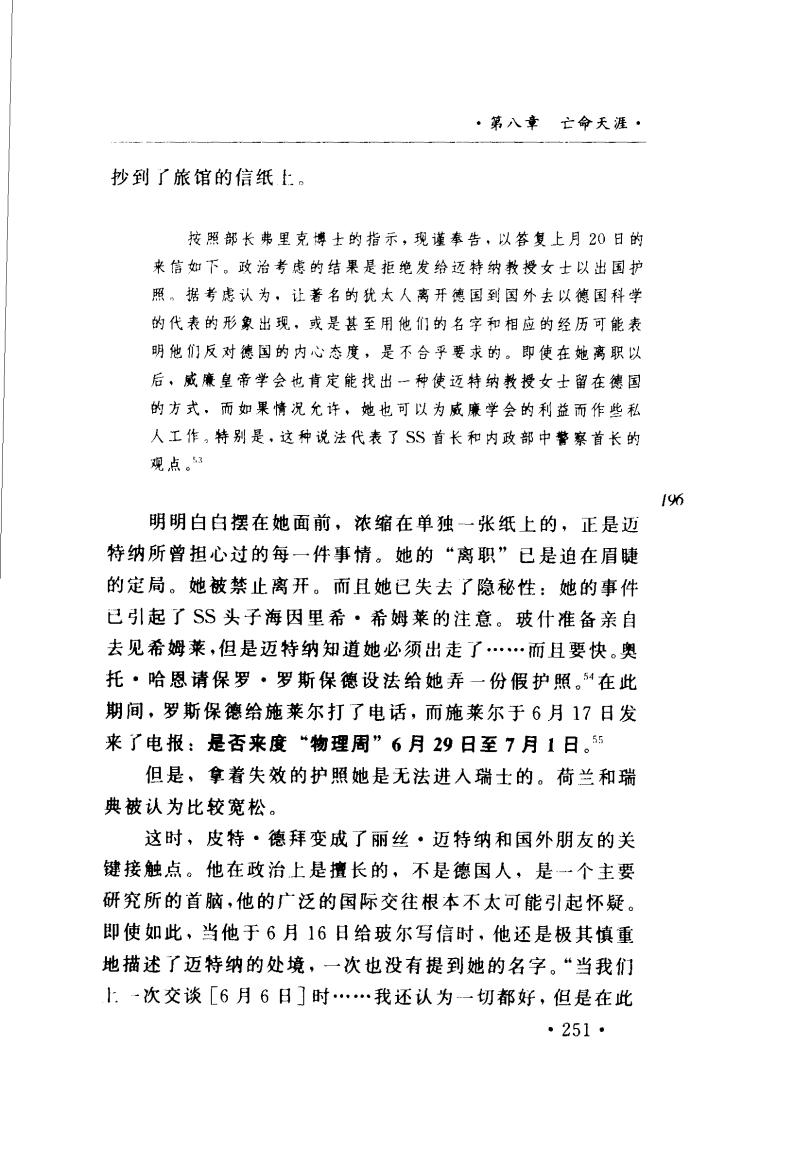 ·第八章 亡命天涯·
抄到了旅馆的信纸上。
按照部长弗里克博士的指示，现谨奉告，以答复上月20日的
来信如下。政治考虑的结果是拒绝发给迈特纳教授女士以出国护
照。据考虑认为，让著名的犹太人离开德国到国外去以德国科学
的代表的形象出现，或是甚至用他们的名字和相应的经历可能表
明他们反对德国的内心态度，是不合乎要求的。即使在她离职以
后，威廉皇帝学会也肯定能找出一种使迈特纳教授女士留在德国
的方式，而如果情况允许，她也可以为威廉学会的利益而作些私
人工作。特别是，这种说法代表了SS首长和内政部中警察首长的
观点。53
196
明明白白摆在她面前，浓缩在单独一张纸上的，正是迈
特纳所曾担心过的每一件事情。她的“离职”已是迫在眉睫
的定局。她被禁止离开。而且她已失去了隐秘性：她的事件
已引起了SS头子海因里希·希姆莱的注意。玻什准备亲自
去见希姆莱，但是迈特纳知道她必须出走了……而且要快。奥
托·哈恩请保罗·罗斯保德设法给她弄一份假护照。54在此
期间，罗斯保德给施莱尔打了电话，而施莱尔于6月17日发
来了电报：是否来度“物理周”6月29日至7月1日。55
但是，拿着失效的护照她是无法进入瑞士的。荷兰和瑞
典被认为比较宽松。
这时，皮特·德拜变成了丽丝·迈特纳和国外朋友的关
键接触点。他在政治上是擅长的，不是德国人，是一个主要
研究所的首脑，他的广泛的国际交往根本不太可能引起怀疑。
即使如此，当他于6月16日给玻尔写信时，他还是极其慎重
地描述了迈特纳的处境，一次也没有提到她的名字。“当我们
上一次交谈［6月6日］时……我还认为一切都好，但是在此
·251·